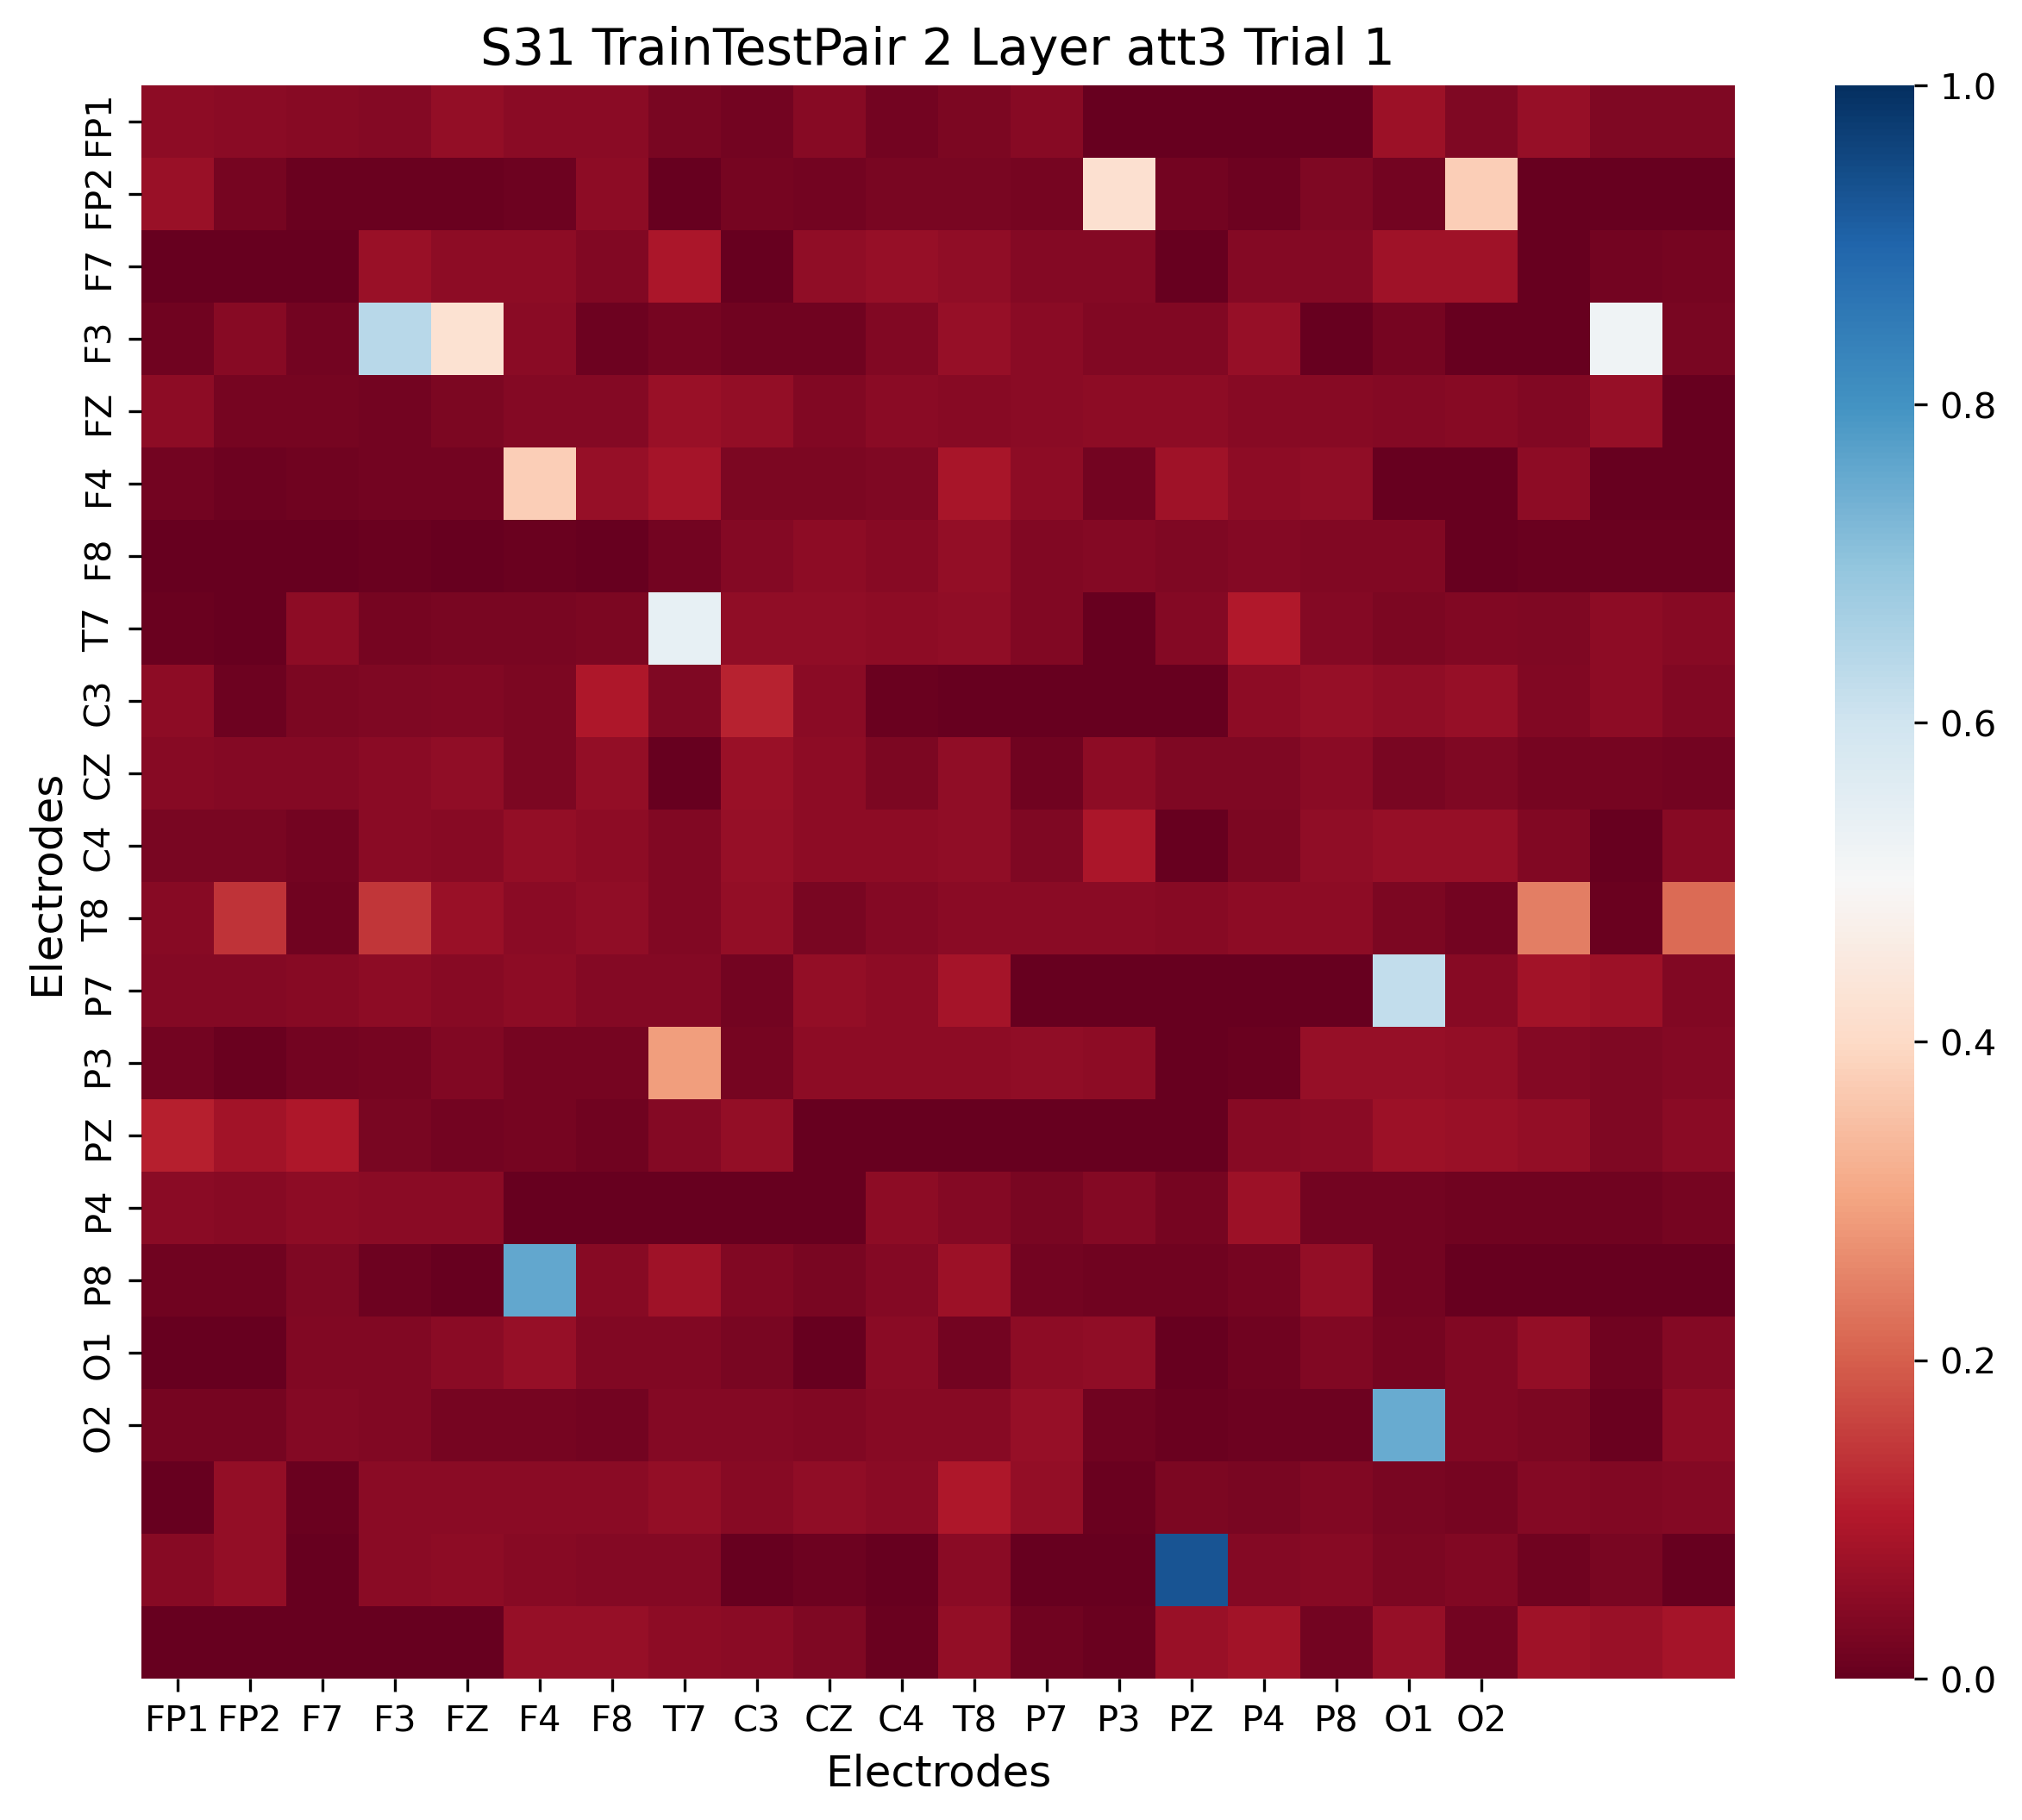 S31 TrainTestPair 2 Layer att3 Trial 1
Electrodes
FP1
FP2
F7
F3
FZ
F4
F8
T7
C3
CZ
C4
T8
P7
P3
PZ
P4
P8
O1
O2
FP1 FP2 F7 F3 FZ F4 F8 T7 C3 CZ C4 T8 P7 P3 PZ P4 P8 O1 O2
Electrodes
1.0
0.8
0.6
0.4
0.2
0.0